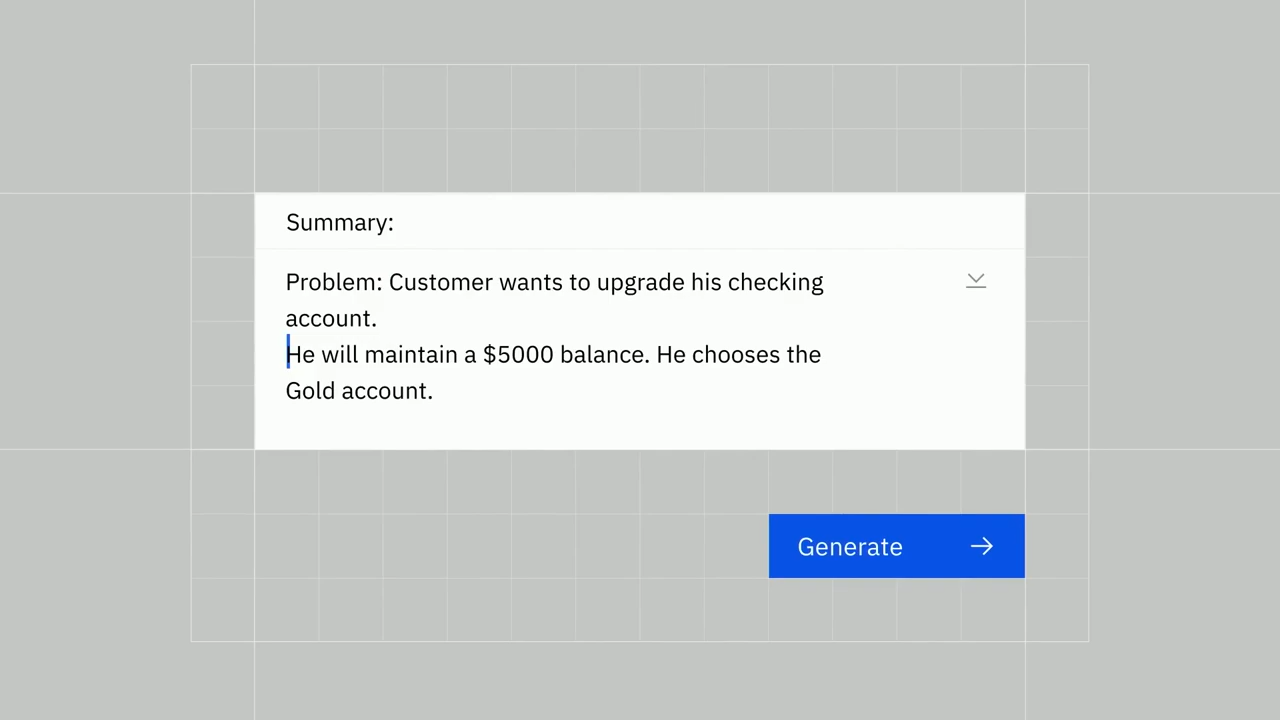 Summary:
Problem: Customer wants to upgrade his checking
account.
He will maintain a $5000 balance. He chooses the
Gold account.
Generate